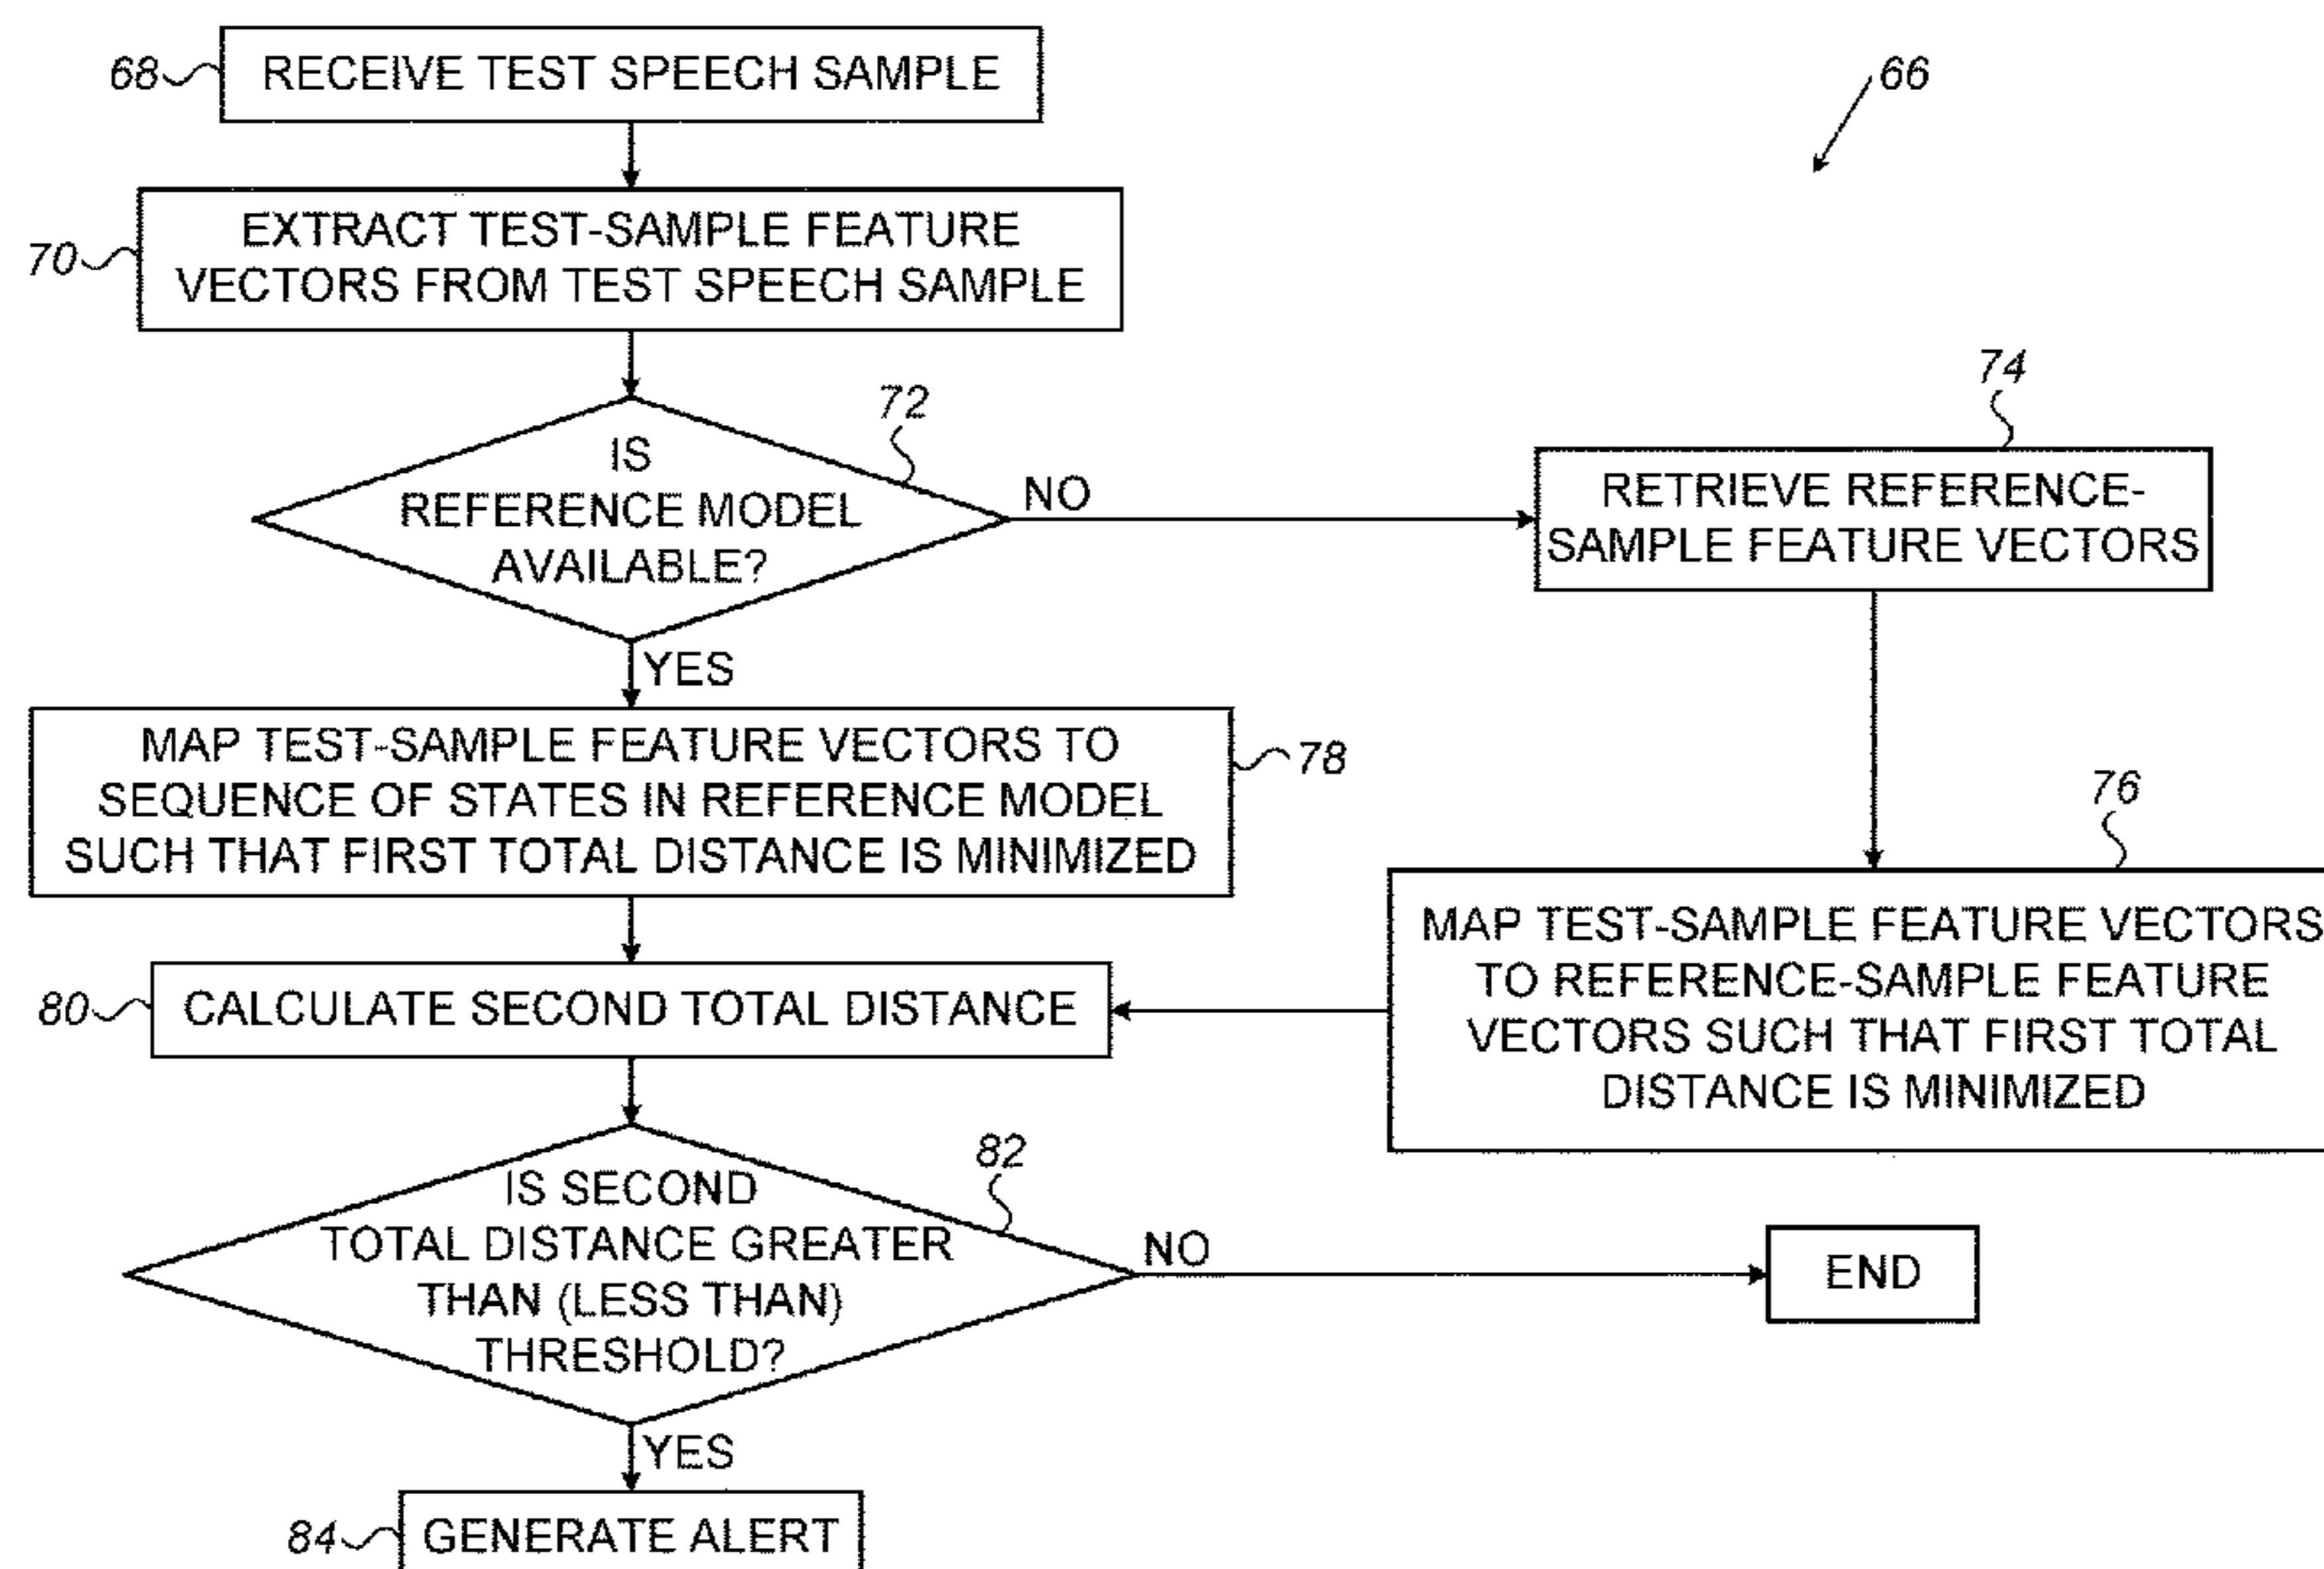 68
RECEIVE TEST SPEECH SAMPLE
66
70
EXTRACT TEST-SAMPLE FEATURE
VECTORS FROM TEST SPEECH SAMPLE
72
IS
REFERENCE MODEL
AVAILABLE?
NO
74
RETRIEVE REFERENCE-
SAMPLE FEATURE VECTORS
YES
MAP TEST-SAMPLE FEATURE VECTORS TO
SEQUENCE OF STATES IN REFERENCE MODEL
SUCH THAT FIRST TOTAL DISTANCE IS MINIMIZED
78
76
MAP TEST-SAMPLE FEATURE VECTORS
TO REFERENCE-SAMPLE FEATURE
VECTORS SUCH THAT FIRST TOTAL
DISTANCE IS MINIMIZED
80
CALCULATE SECOND TOTAL DISTANCE
82
IS SECOND
TOTAL DISTANCE GREATER
THAN (LESS THAN)
THRESHOLD?
NO
END
YES
84
GENERATE ALERT